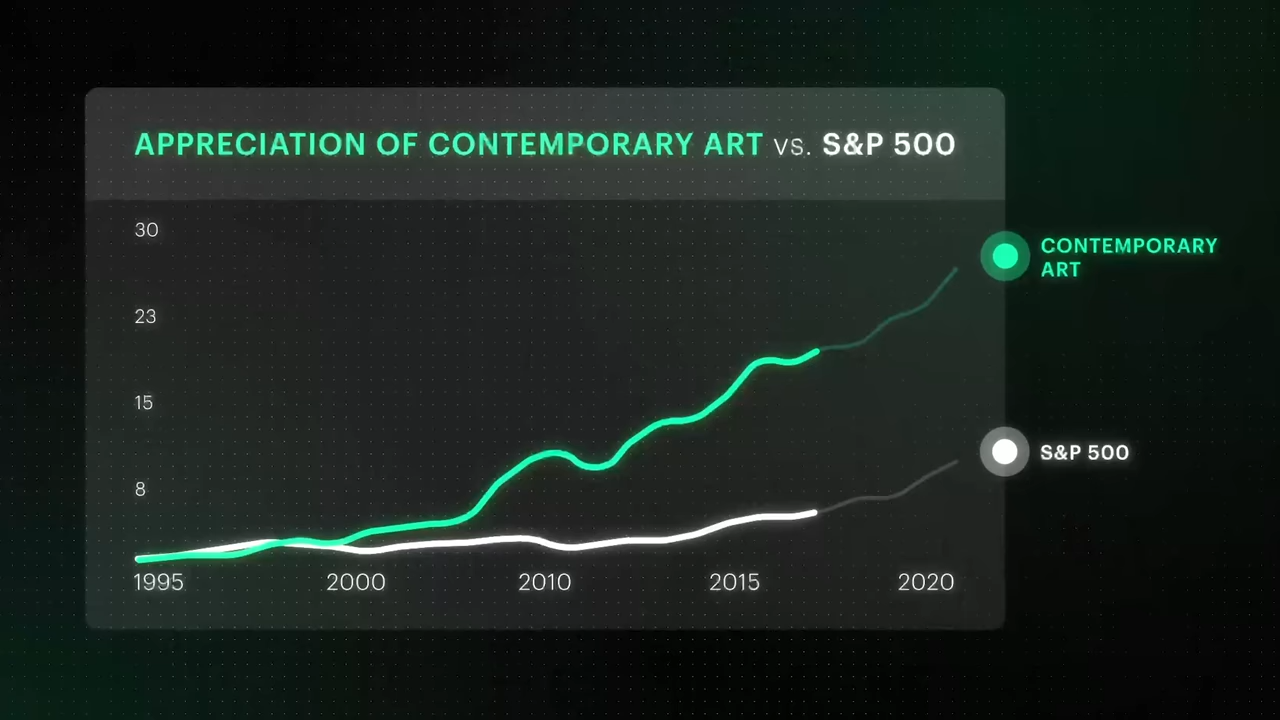 APPRECIATION OF CONTEMPORARY ART vs. S&P 500
30
23
15
8
1995 2000 2010 2015 2020
CONTEMPORARY
ART
S&P 500